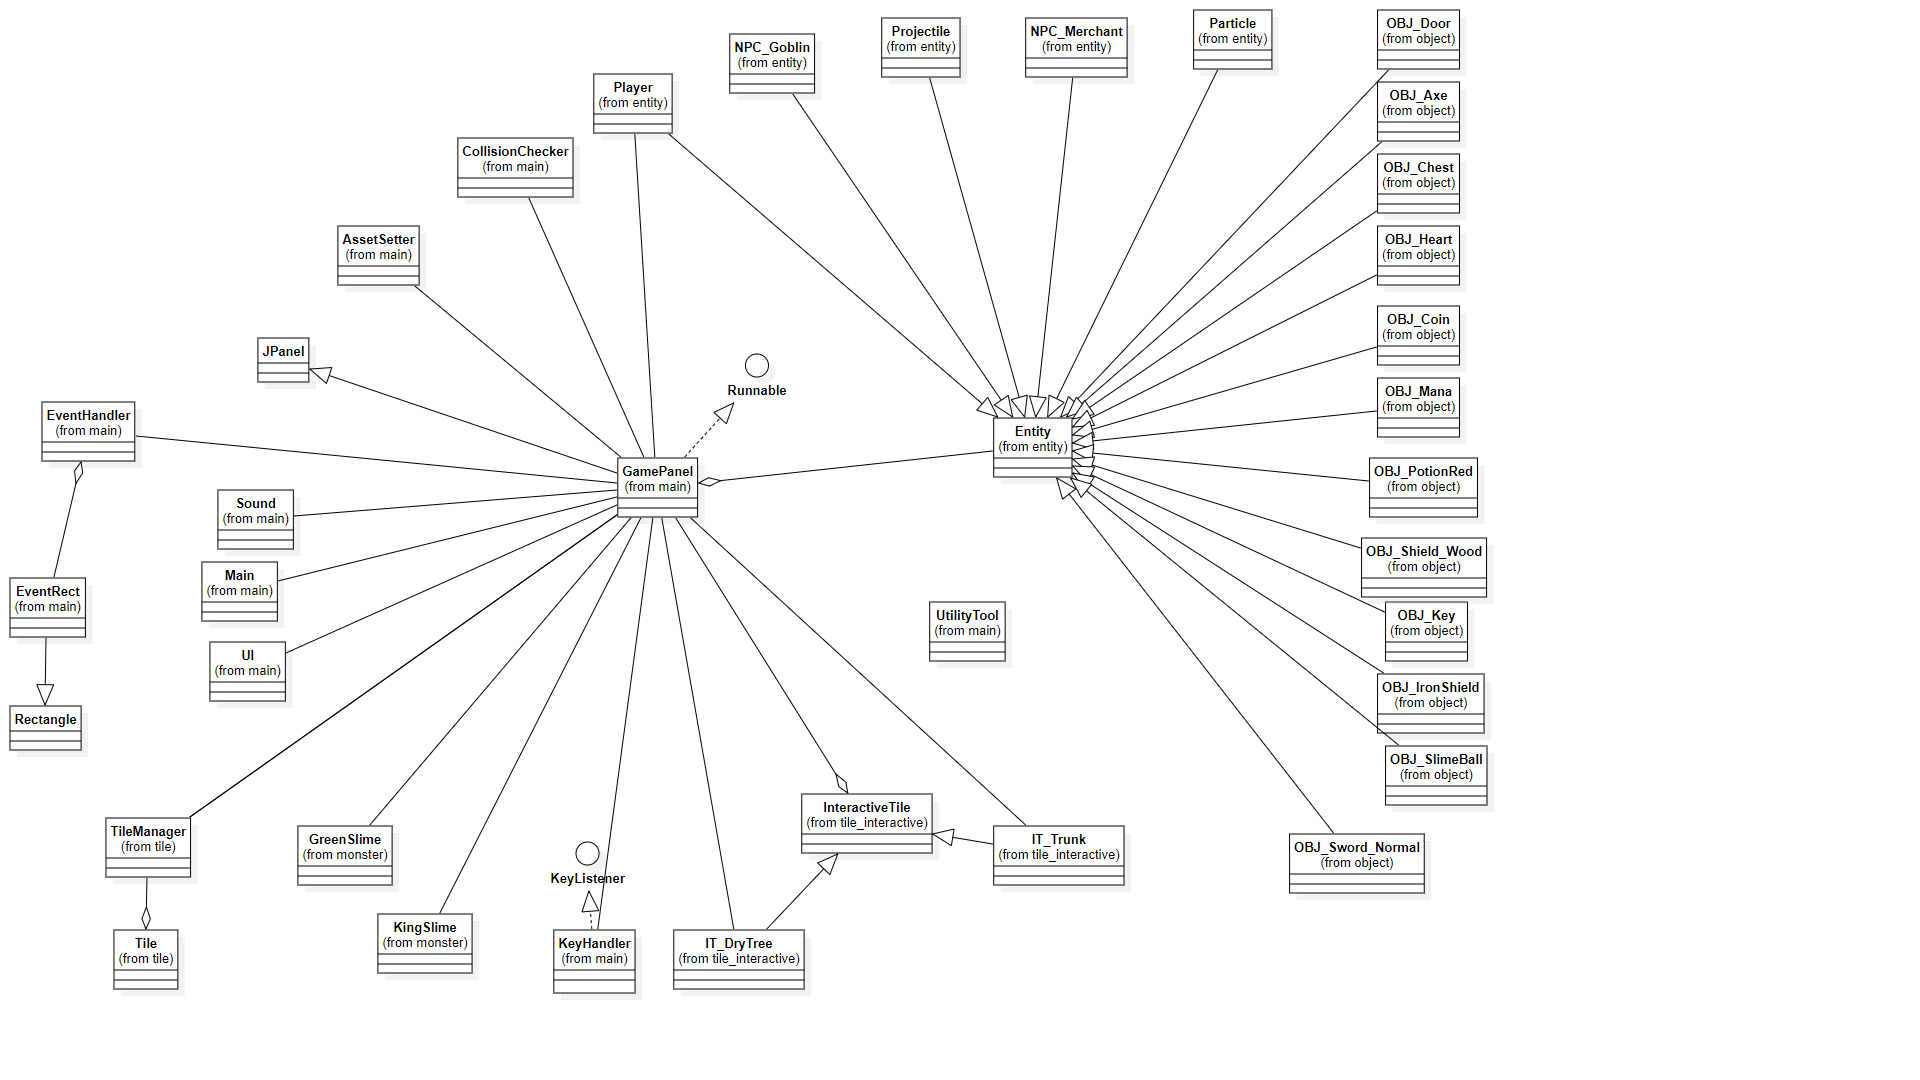 OBJ_Door
(from object)
Particle
(from entity)
Projectile
(from entity)
NPC_Merchant
(from entity)
NPC_Goblin
(from entity)
Player
(from entity)
OBJ_Axe
(from object)
CollisionChecker
(from main)
OBJ_Chest
(from object)
AssetSetter
(from main)
OBJ_Heart
(from object)
OBJ_Coin
(from object)
JPanel
Runnable
OBJ_Mana
(from object)
EventHandler
(from main)
Entity
(from entity)
GamePanel
(from main)
OBJ_PotionRed
(from object)
Sound
(from main)
OBJ_Shield_Wood
(from object)
Main
(from main)
EventRect
(from main)
UtilityTool
(from main)
OBJ_Key
(from object)
UI
(from main)
OBJ_IronShield
(from object)
Rectangle
OBJ_SlimeBall
(from object)
InteractiveTile
(from tile_interactive)
TileManager
(from tile)
GreenSlime
(from monster)
IT_Trunk
(from tile_interactive)
OBJ_Sword_Normal
(from object)
KeyListener
KingSlime
(from monster)
Tile
(from tile)
KeyHandler
(from main)
IT_DryTree
(from tile_interactive)